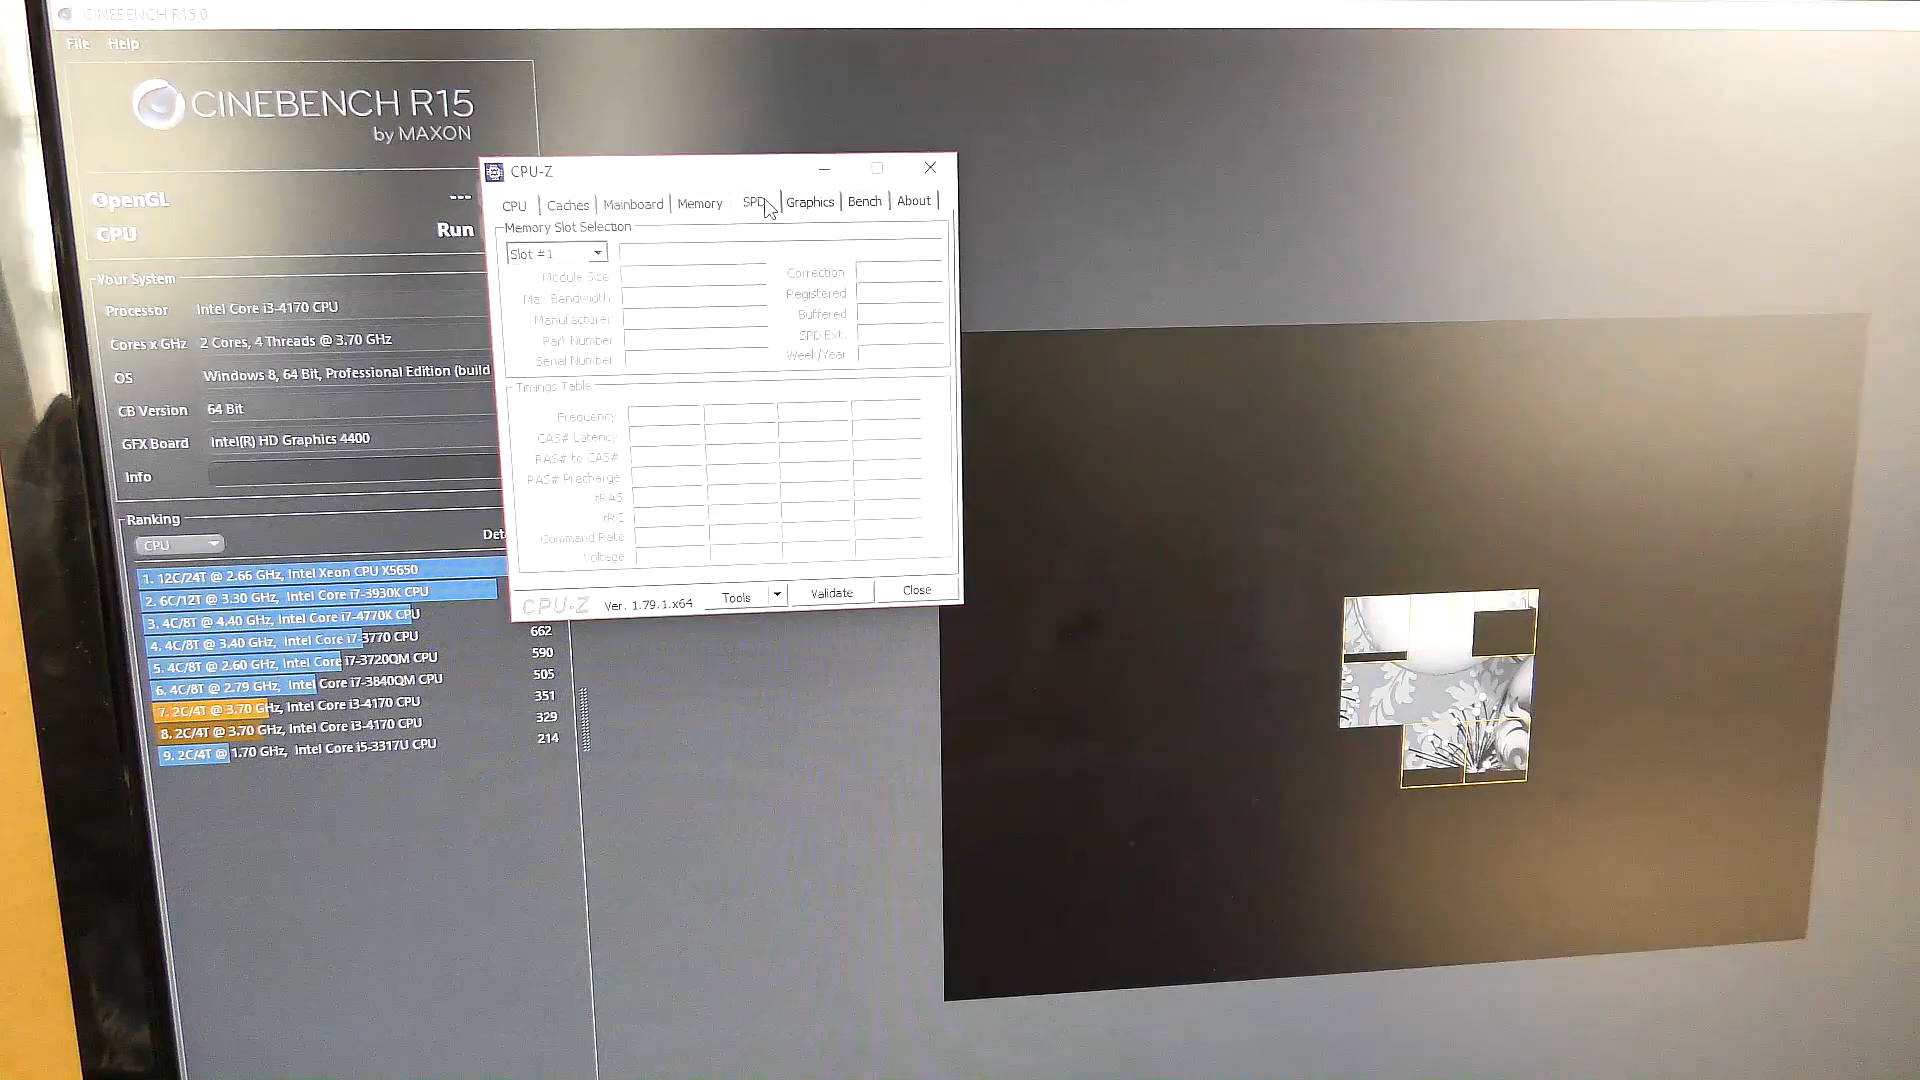 CINEBENCH R15.0
File Help
CINEBENCH R15
by MAXON
OpenGL ---
CPU Run
Your System
Processor Intel Core i3-4170 CPU
Cores x GHz 2 Cores, 4 Threads @ 3.70 GHz
OS Windows 8, 64 Bit, Professional Edition (build
CB Version 64 Bit
GFX Board Intel(R) HD Graphics 4400
Info
Ranking
CPU
1. 12C/24T @ 2.66 GHz, Intel Xeon CPU X5650
2. 6C/12T @ 3.30 GHz, Intel Core i7-3930K CPU
3. 4C/8T @ 4.40 GHz, Intel Core i7-4770K CPU
4. 4C/8T @ 3.40 GHz, Intel Core i7-3770 CPU 662
5. 4C/8T @ 2.60 GHz, Intel Core i7-3720QM CPU 590
6. 4C/8T @ 2.79 GHz, Intel Core i7-3840QM CPU 505
7. 2C/4T @ 3.70 GHz, Intel Core i3-4170 CPU 351
8. 2C/4T @ 3.70 GHz, Intel Core i3-4170 CPU 329
9. 2C/4T @ 1.70 GHz, Intel Core i5-3317U CPU 214
CPU-Z
CPU Caches Mainboard Memory SPD Graphics Bench About
Memory Slot Selection
Slot #1
Module Size Correction
Max Bandwidth Registered
Manufacturer Buffered
Part Number SPD Ext.
Serial Number Week/Year
Timings Table
Frequency
CAS# Latency
RAS# to CAS#
RAS# Precharge
tRAS
tRC
Command Rate
Voltage
CPU-Z Ver. 1.79.1.x64 Tools Validate Close